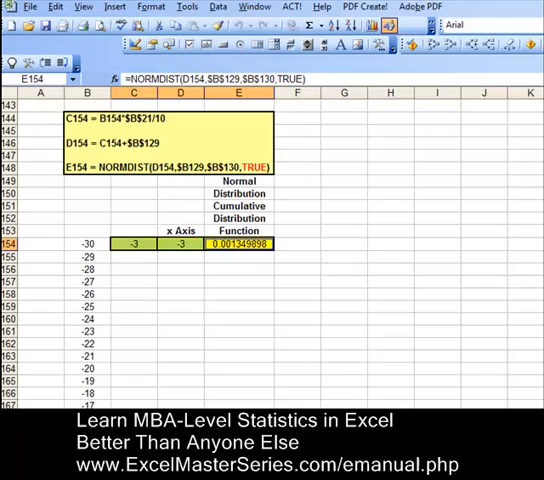 File Edit View Insert Format Tools Data Window ACT! Help PDF Create! Adobe PDF
Arial
E154 fx =NORMDIST(D154,$B$129,$B$130,TRUE)
A B C D E F G H I J K
143
144 C154 = B154*$B$21/10
145
146 D154 = C154+$B$129
147
148 E154 = NORMDIST(D154,$B129,$B$130,TRUE)
149 Normal
150 Distribution
151 Cumulative
152 Distribution
153 x Axis Function
154 -30 -3 -3 0.001349898
155 -29
156 -28
157 -27
158 -26
159 -25
160 -24
161 -23
162 -22
163 -21
164 -20
165 -19
166 -18
167 -17
Learn MBA-Level Statistics in Excel
Better Than Anyone Else
www.ExcelMasterSeries.com/emanual.php